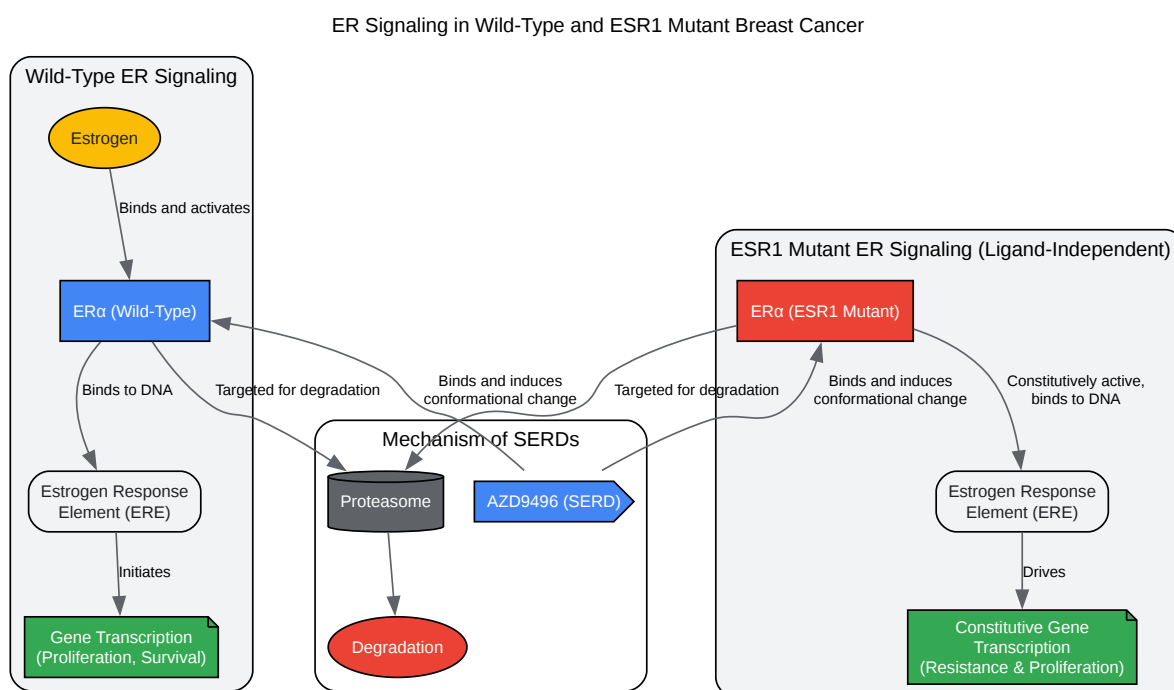 ER Signaling in Wild-Type and ESR1 Mutant Breast Cancer
Wild-Type ER Signaling
Estrogen
Binds and activates
ERα (Wild-Type)
Binds to DNA
Targeted for degradation
Estrogen Response
Element (ERE)
Initiates
Gene Transcription
(Proliferation, Survival)
Binds and induces
conformational change
Mechanism of SERDs
Proteasome
AZD9496 (SERD)
Degradation
ESR1 Mutant ER Signaling (Ligand-Independent)
ERα (ESR1 Mutant)
Targeted for degradation
Binds and induces
conformational change
Constitutively active,
binds to DNA
Estrogen Response
Element (ERE)
Drives
Constitutive Gene
Transcription
(Resistance & Proliferation)